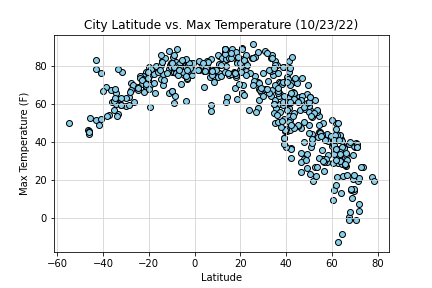 City Latitude vs. Max Temperature (10/23/22)
Max Temperature (F)
80
60
40
20
0
−60 −40 −20 0 20 40 60 80
Latitude